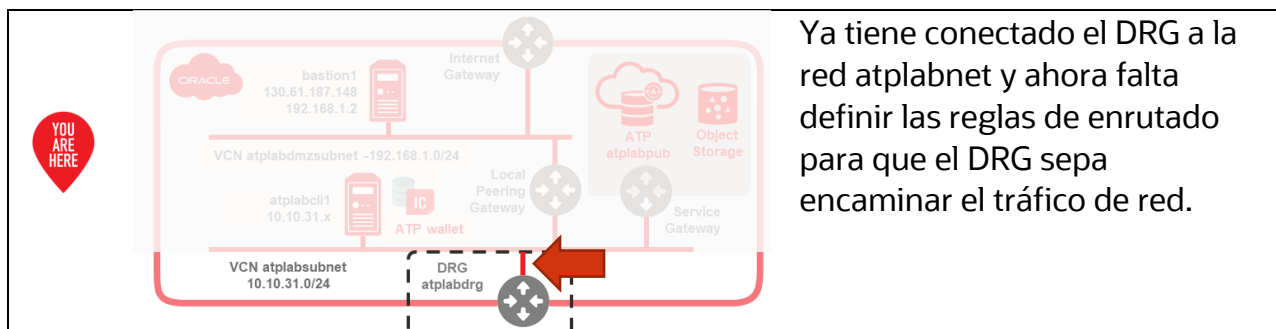 YOU
ARE
HERE
ORACLE
bastion1
130.61.187.148
192.168.1.2
Internet
Gateway
ATP
atplabpub
Object
Storage
VCN atplabdmzsubnet -192.168.1.0/24
atplabcli1
10.10.31.x
IC
ATP wallet
Local
Peering
Gateway
Service
Gateway
VCN atplabsubnet
10.10.31.0/24
DRG
atplabdrg
Ya tiene conectado el DRG a la
red atplabnet y ahora falta
definir las reglas de enrutado
para que el DRG sepa
encaminar el tráfico de red.